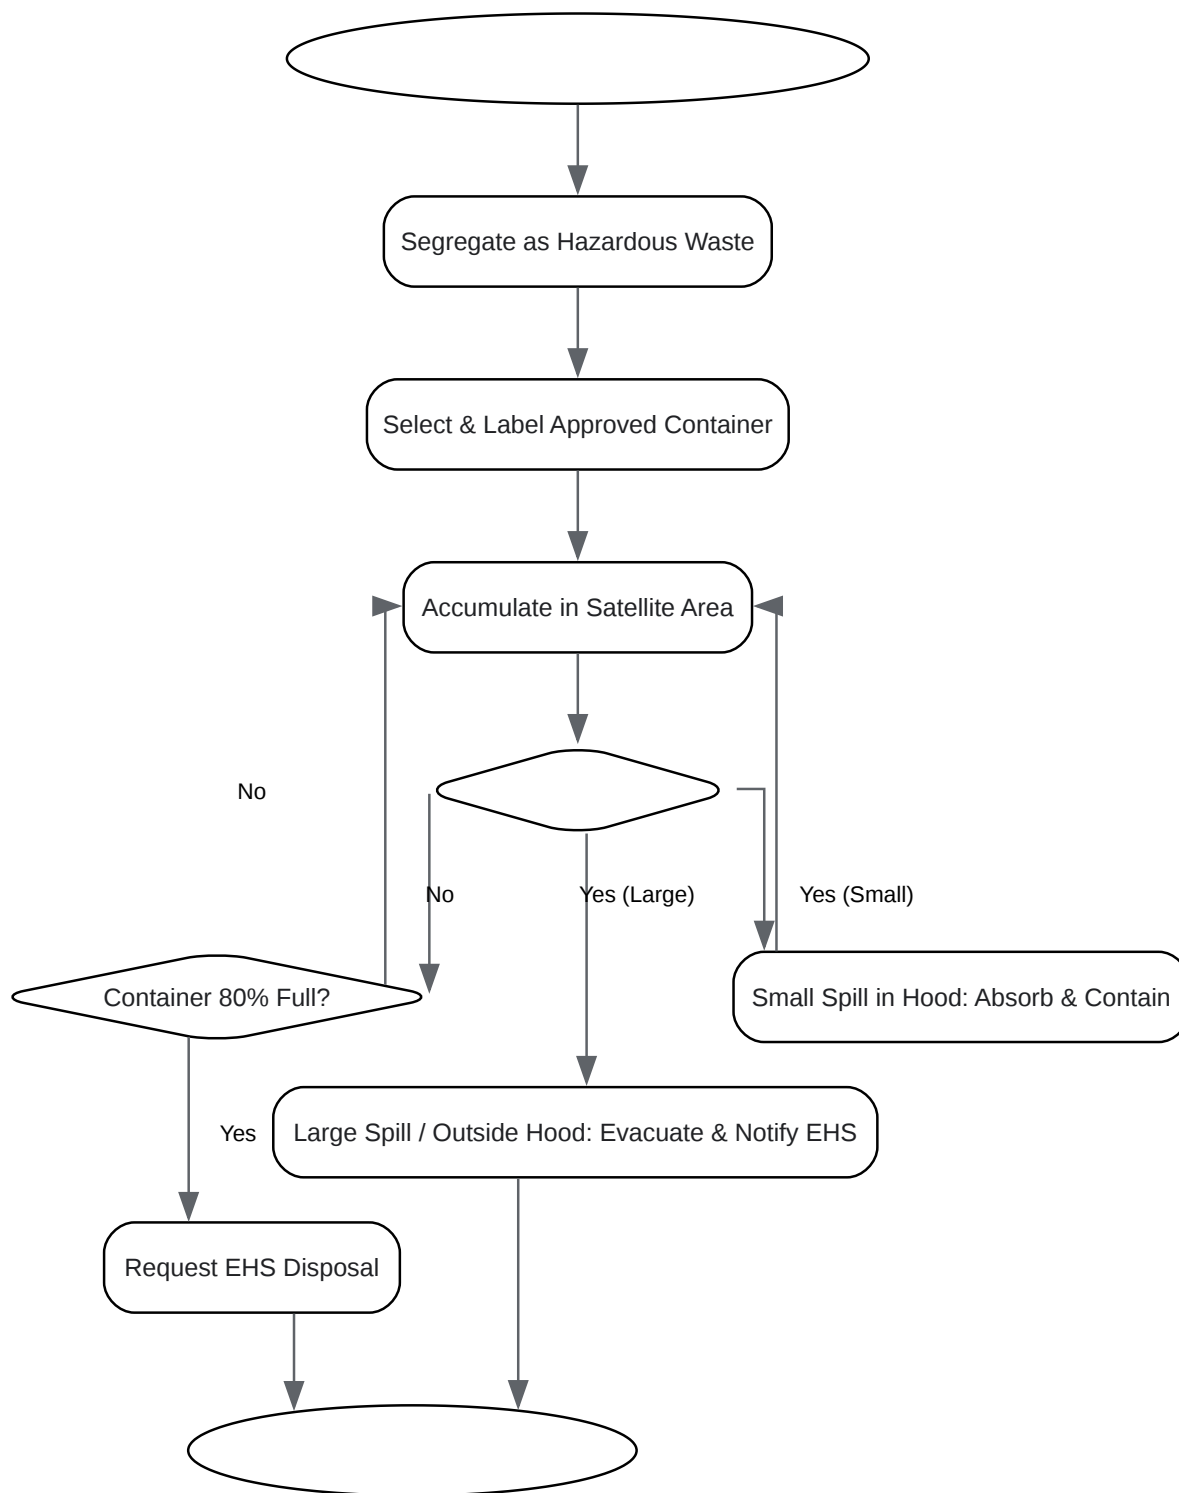 Segregate as Hazardous Waste
Select & Label Approved Container
Accumulate in Satellite Area
No
No
Yes (Large)
Yes (Small)
Container 80% Full?
Small Spill in Hood: Absorb & Contain
Yes
Large Spill / Outside Hood: Evacuate & Notify EHS
Request EHS Disposal